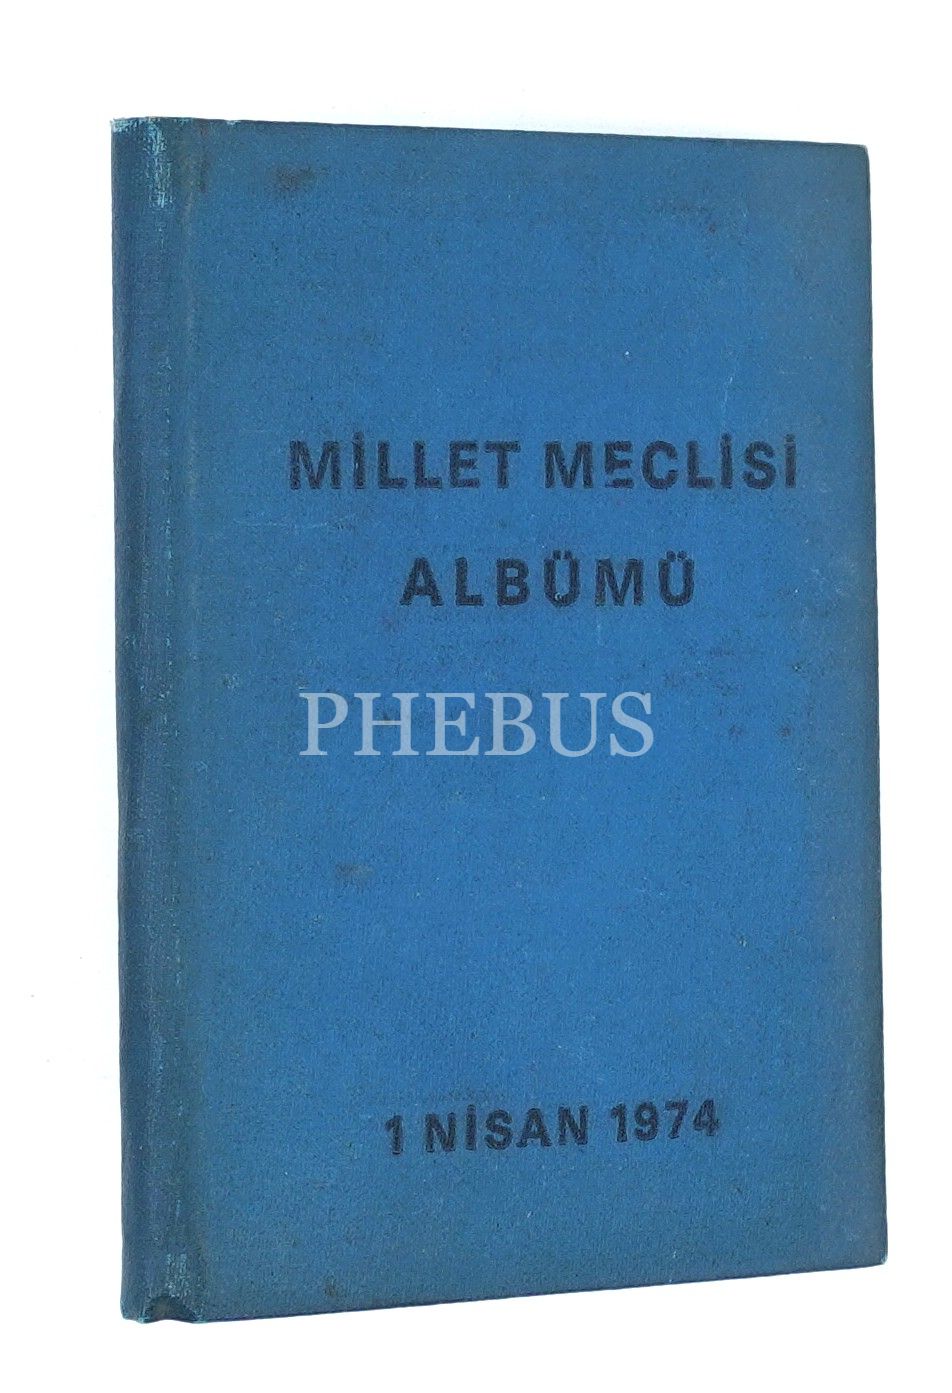 MİLLET MECLİSİ
ALBÜMÜ
PHEBUS
1 NİSAN 1974